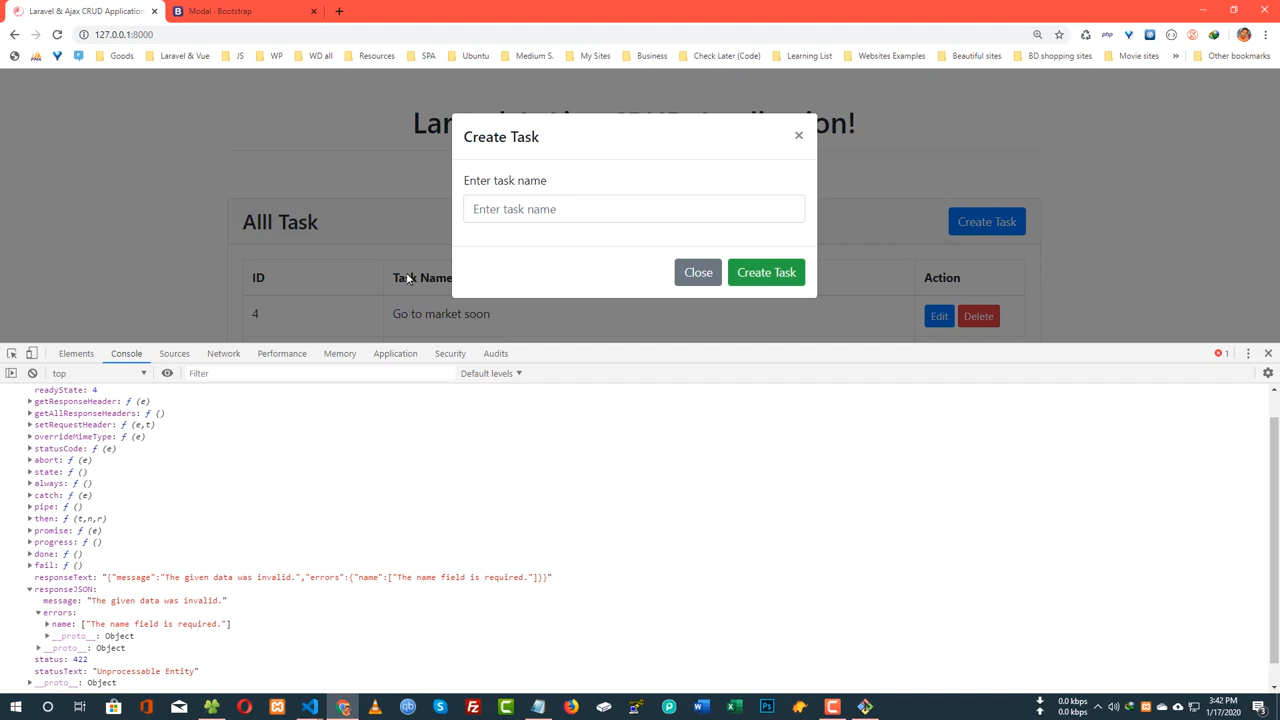 Laravel & Ajax CRUD Application
Modal · Bootstrap
127.0.0.1:8000
php
Goods
Laravel & Vue
JS
WP
WD all
Resources
SPA
Ubuntu
Medium S.
My Sites
Business
Check Later (Code)
Learning List
Websites Examples
Beautiful sites
BD shopping sites
Movie sites
»
Other bookmarks
Create Task
×
Enter task name
Enter task name
Close
Create Task
Alll Task
Create Task
ID
Task Name
Action
4
Go to market soon
Edit
Delete
Elements
Console
Sources
Network
Performance
Memory
Application
Security
Audits
1
top
Filter
Default levels
readyState: 4
getResponseHeader: ƒ (e)
getAllResponseHeaders: ƒ ()
setRequestHeader: ƒ (e,t)
overrideMimeType: ƒ (e)
statusCode: ƒ (e)
abort: ƒ (e)
state: ƒ ()
always: ƒ ()
catch: ƒ (e)
pipe: ƒ ()
then: ƒ (t,n,r)
promise: ƒ (e)
progress: ƒ ()
done: ƒ ()
fail: ƒ ()
responseText: "{"message":"The given data was invalid.","errors":{"name":["The name field is required."]}}"
responseJSON:
message: "The given data was invalid."
errors:
name: ["The name field is required."]
__proto__: Object
__proto__: Object
status: 422
statusText: "Unprocessable Entity"
__proto__: Object
0.0 kbps
0.0 kbps
3:42 PM
1/17/2020
3